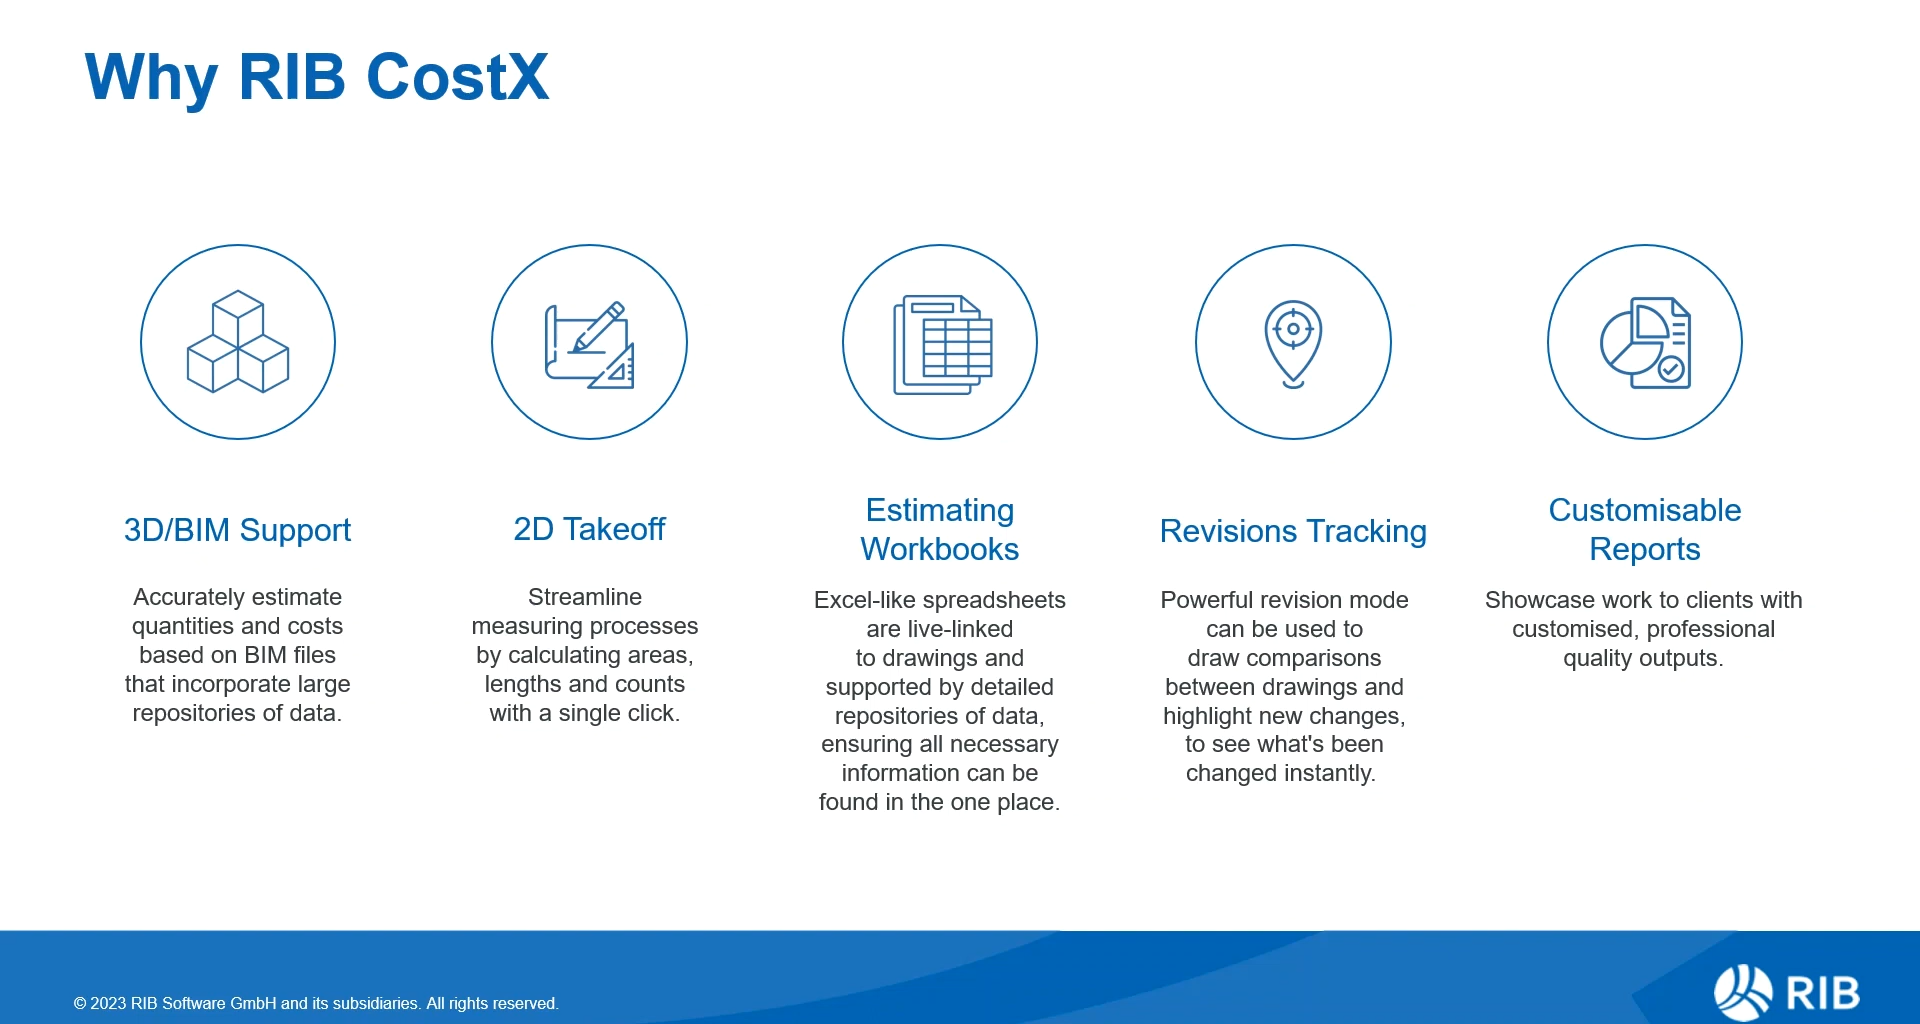 Why RIB CostX
3D/BIM Support
Accurately estimate
quantities and costs
based on BIM files
that incorporate large
repositories of data.
2D Takeoff
Streamline
measuring processes
by calculating areas,
lengths and counts
with a single click.
Estimating
Workbooks
Excel-like spreadsheets
are live-linked
to drawings and
supported by detailed
repositories of data,
ensuring all necessary
information can be
found in the one place.
Revisions Tracking
Powerful revision mode
can be used to
draw comparisons
between drawings and
highlight new changes,
to see what's been
changed instantly.
Customisable
Reports
Showcase work to clients with
customised, professional
quality outputs.
© 2023 RIB Software GmbH and its subsidiaries. All rights reserved.
RIB